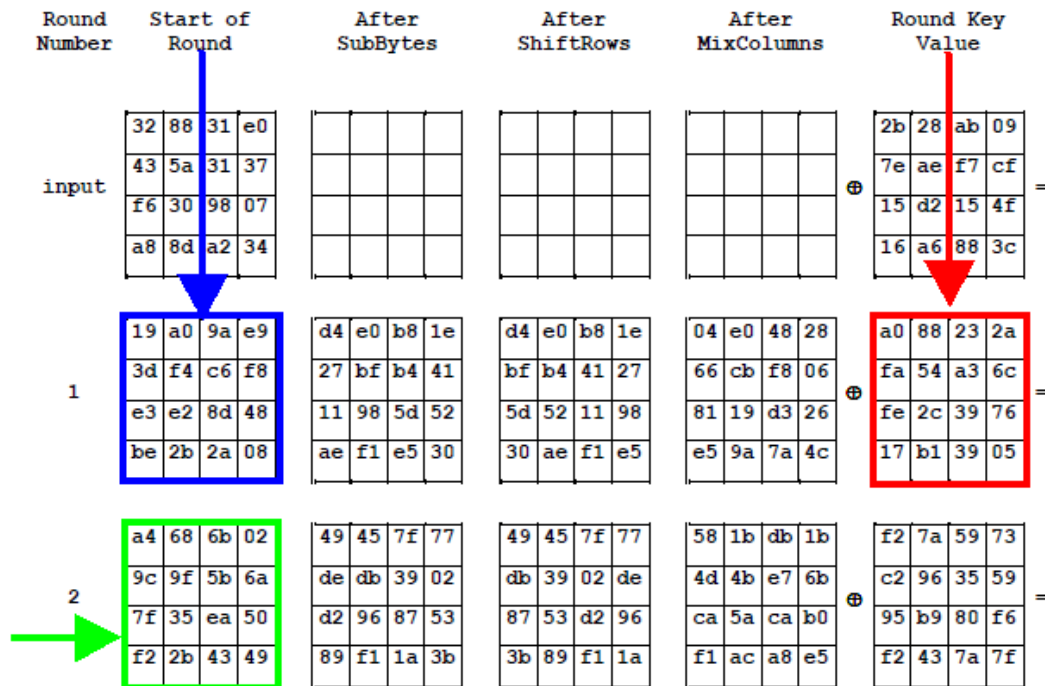 Round Number Start of Round After SubBytes After ShiftRows After MixColumns Round Key Value
32 88 31 e0 2b 28 ab 09
43 5a 31 37 7e ae f7 cf
input ⊕ =
f6 30 98 07 15 d2 15 4f
a8 8d a2 34 16 a6 88 3c
19 a0 9a e9 d4 e0 b8 1e d4 e0 b8 1e 04 e0 48 28 a0 88 23 2a
3d f4 c6 f8 27 bf b4 41 bf b4 41 27 66 cb f8 06 fa 54 a3 6c
1 ⊕ =
e3 e2 8d 48 11 98 5d 52 5d 52 11 98 81 19 d3 26 fe 2c 39 76
be 2b 2a 08 ae f1 e5 30 30 ae f1 e5 e5 9a 7a 4c 17 b1 39 05
a4 68 6b 02 49 45 7f 77 49 45 7f 77 58 1b db 1b f2 7a 59 73
9c 9f 5b 6a de db 39 02 db 39 02 de 4d 4b e7 6b c2 96 35 59
2 ⊕ =
7f 35 ea 50 d2 96 87 53 87 53 d2 96 ca 5a ca b0 95 b9 80 f6
f2 2b 43 49 89 f1 1a 3b 3b 89 f1 1a f1 ac a8 e5 f2 43 7a 7f